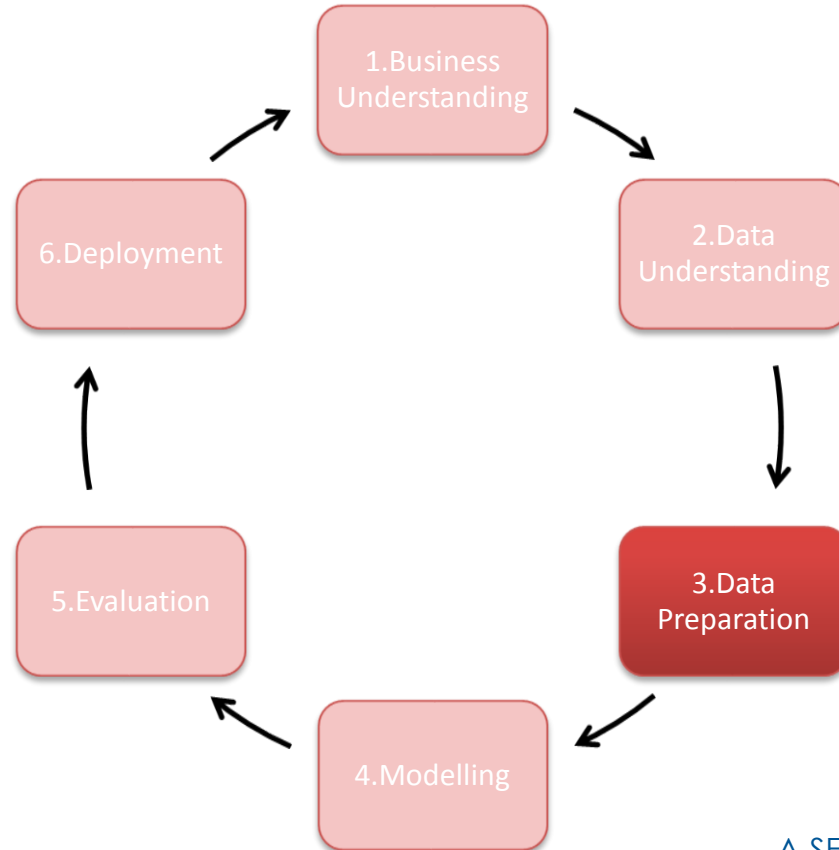 1.Business
Understanding
2.Data
Understanding
3.Data
Preparation
4.Modelling
5.Evaluation
6.Deployment